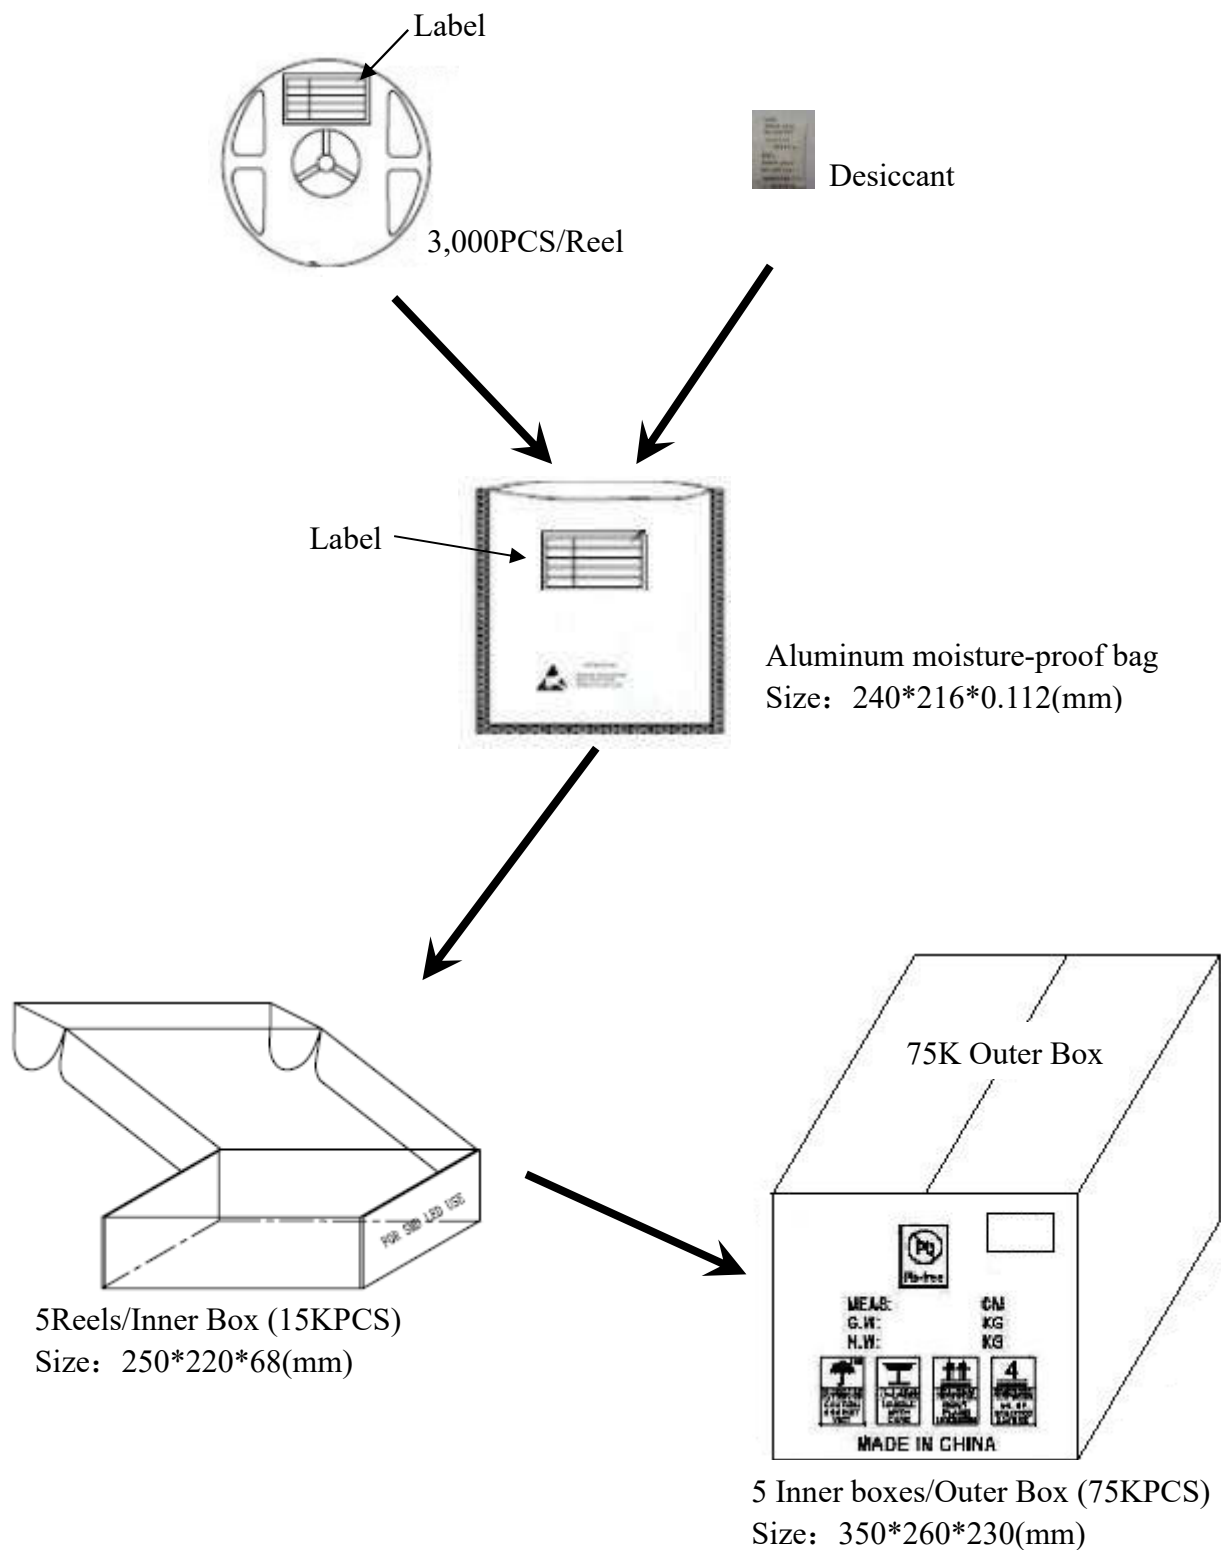 Label
3,000PCS/Reel
Desiccant
Label
Aluminum moisture-proof bag
Size：240*216*0.112(mm)
FOR SMD LED USE
5Reels/Inner Box (15KPCS)
Size：250*220*68(mm)
75K Outer Box
Pb
Pb-free
MEAS: CM
G.W: KG
N.W: KG
4
MADE IN CHINA
5 Inner boxes/Outer Box (75KPCS)
Size：350*260*230(mm)